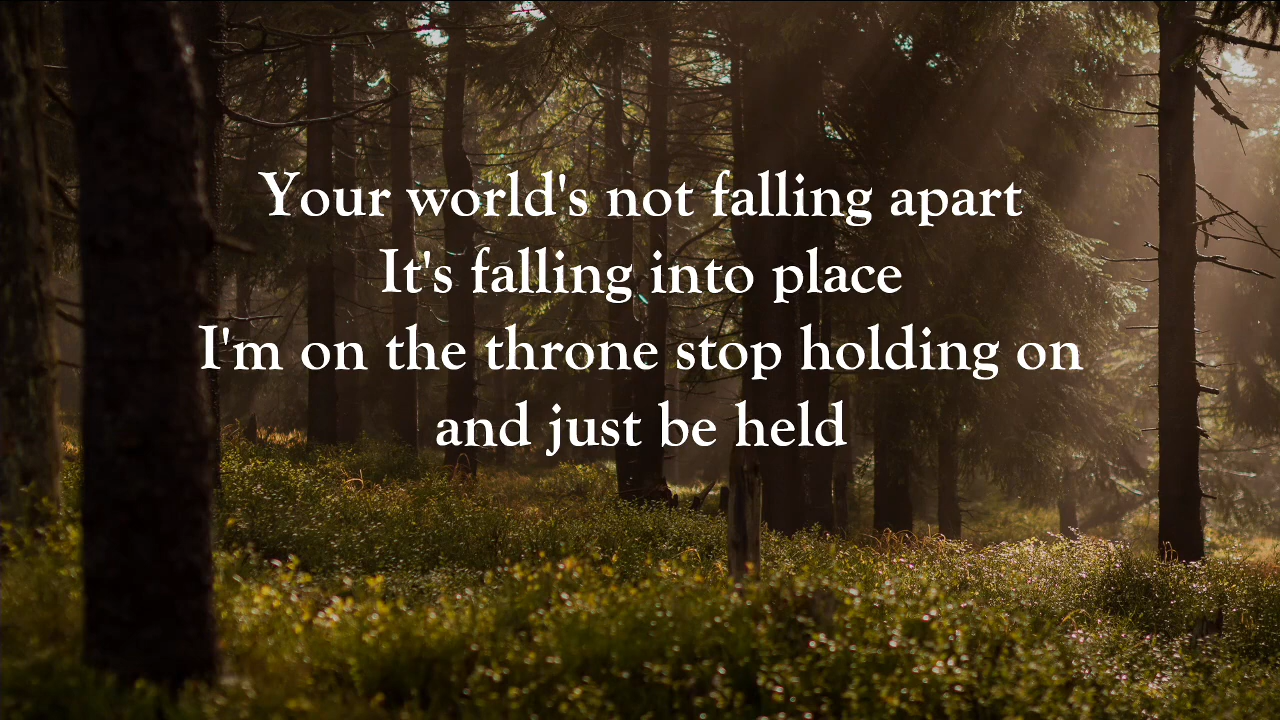 Your world's not falling apart
It's falling into place
I'm on the throne stop holding on
and just be held